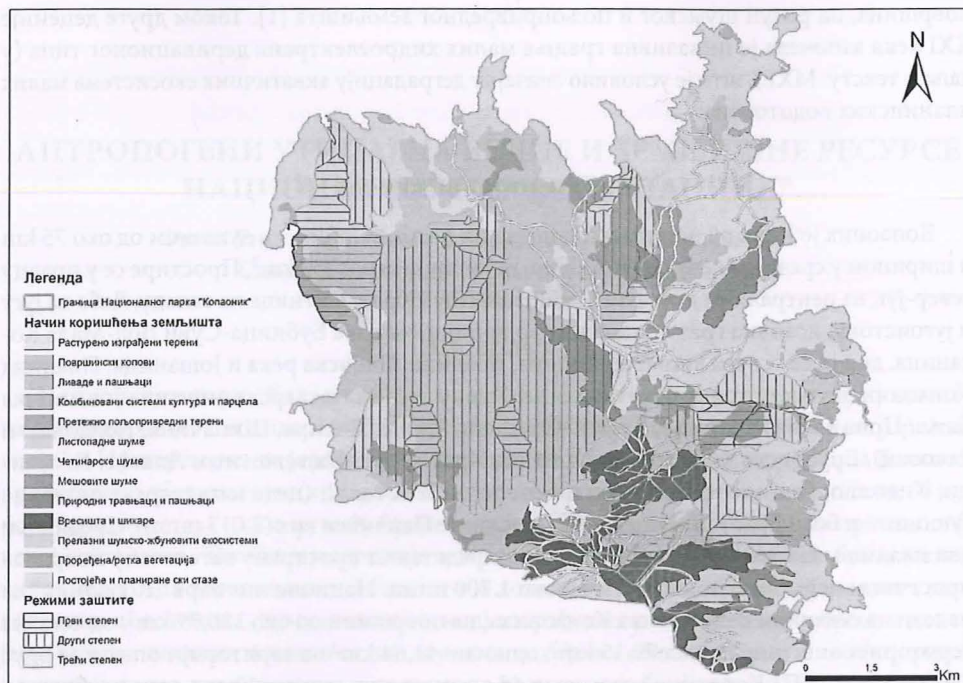 N
Легенда
Граница Националног парка "Копаоник"
Начини коришћења земљишта
Растурено изграђени терени
Површински копови
Ливаде и пашњаци
Комбиновани системи култура и парцела
Претежно пољопривредни терени
Листопадне шуме
Четинарске шуме
Мешовите шуме
Природни травњаци и пашњаци
Вресишта и шикаре
Прелазни шумско-жбуновити екосистеми
Проређена/ретка вегетација
Постојеће и планиране ски стазе
Режими заштите
Први степен
Други степен
Трећи степен
0 1.5 3
Km